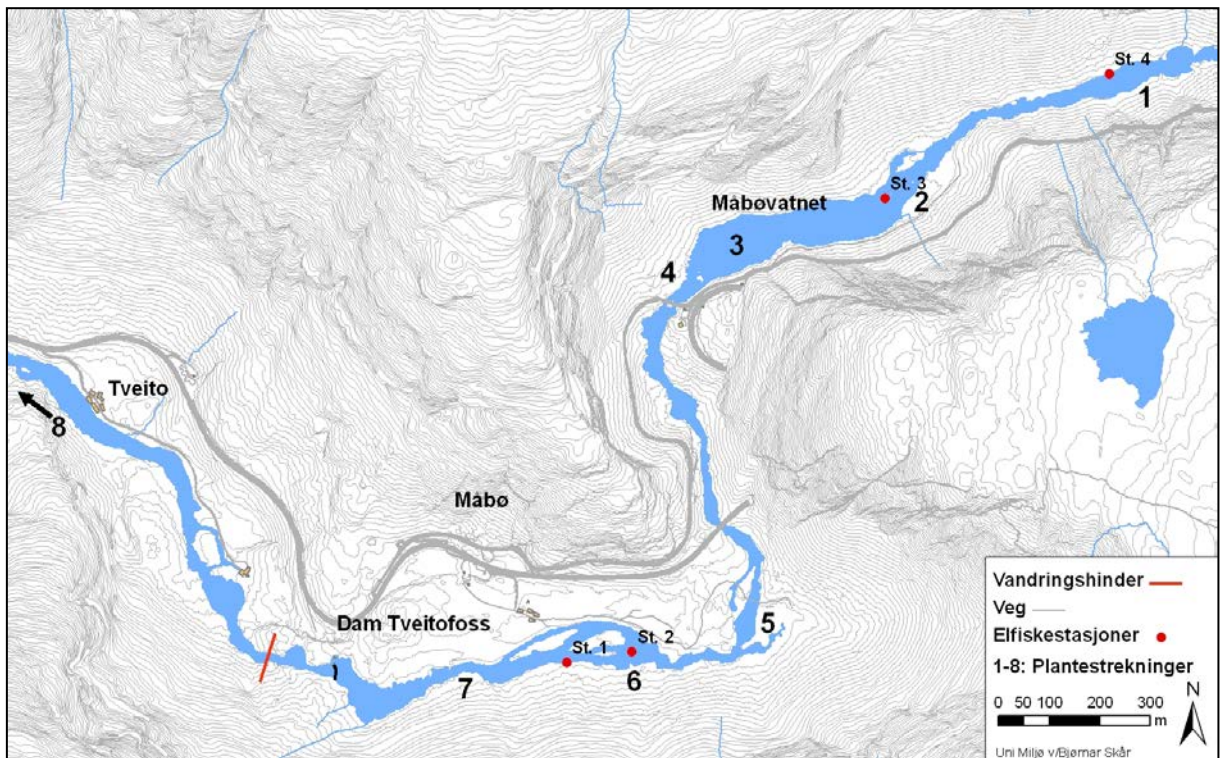 St. 4
1
St. 3
2
Måbøvatnet
3
4
Tveito
8
Måbø
Dam Tveitofoss
5
St. 1
St. 2
6
7
Vandringshinder
Veg
Elfiskestasjoner
1-8: Plantestrekninger
N
0 50 100 200 300
m
Uni Miljø v/Bjørnar Skår